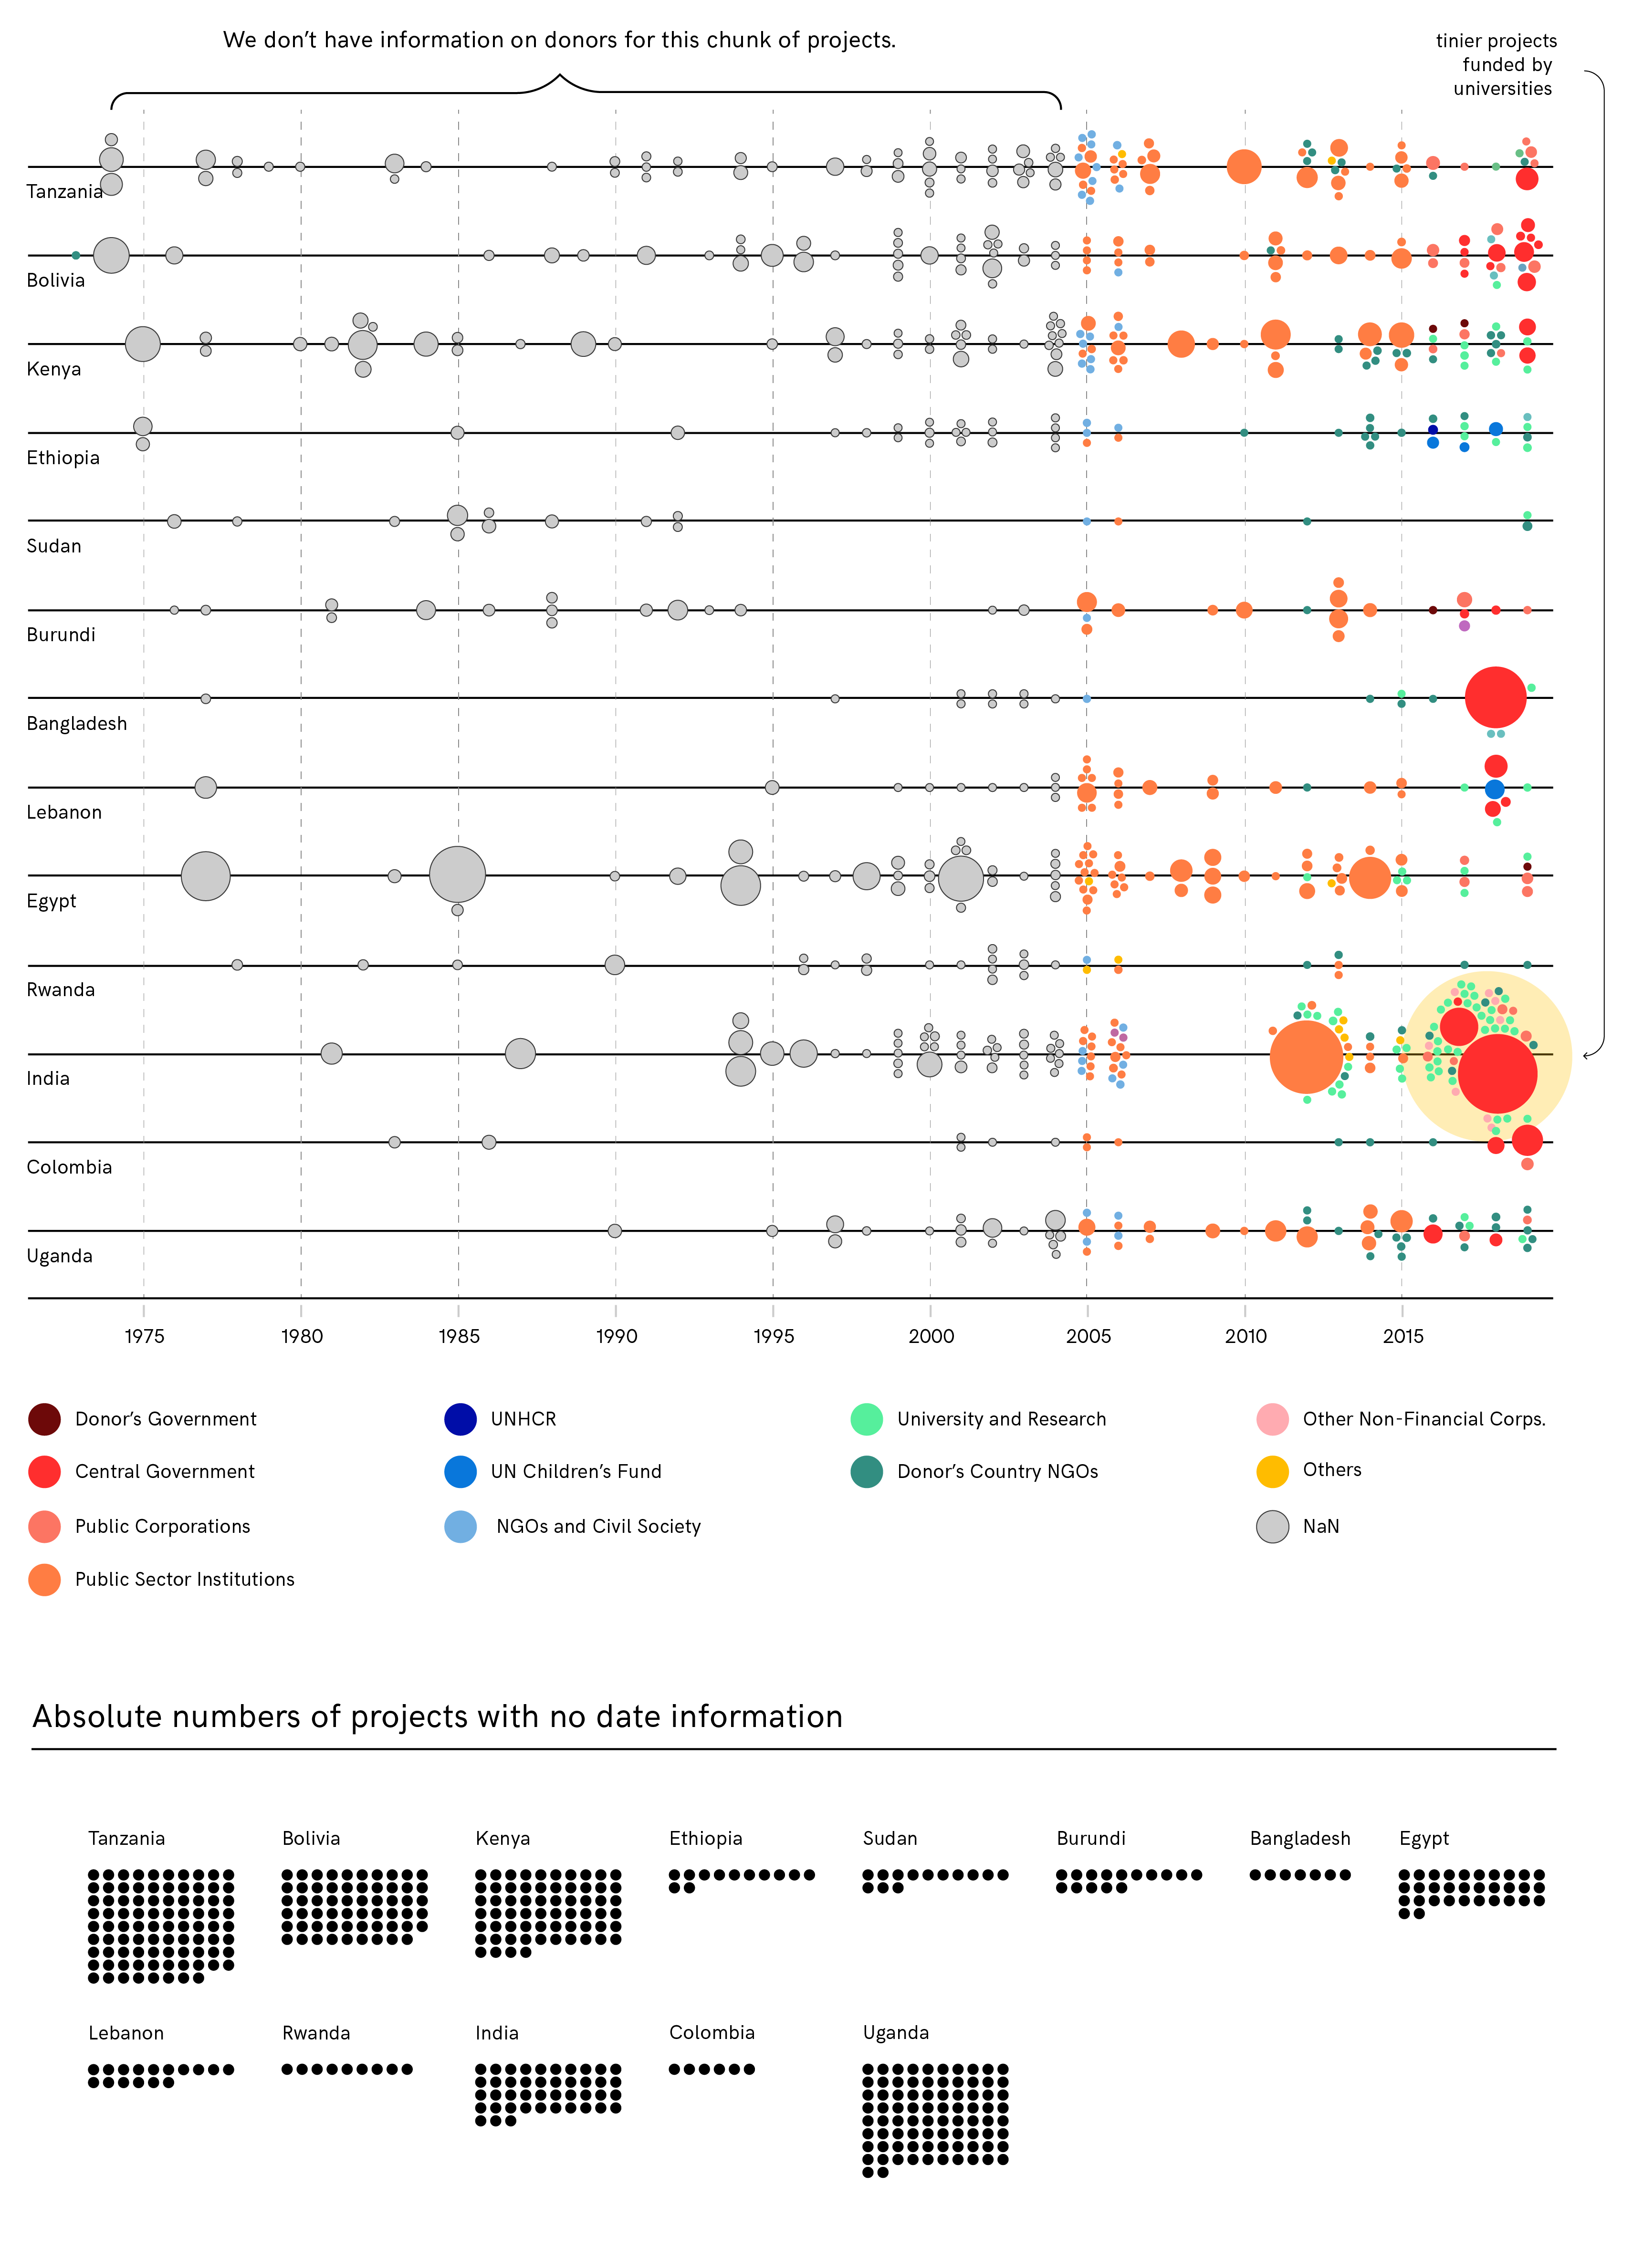 We don't have information on donors for this chunk of projects.
tinier projects
funded by
universities
Tanzania
Bolivia
Kenya
Ethiopia
Sudan
Burundi
Bangladesh
Lebanon
Egypt
Rwanda
India
Colombia
Uganda
1975 1980 1985 1990 1995 2000 2005 2010 2015
Donor's Government UNHCR University and Research Other Non-Financial Corps.
Central Government UN Children's Fund Donor's Country NGOs Others
Public Corporations NGOs and Civil Society NaN
Public Sector Institutions
Absolute numbers of projects with no date information
Tanzania Bolivia Kenya Ethiopia Sudan Burundi Bangladesh Egypt
Lebanon Rwanda India Colombia Uganda